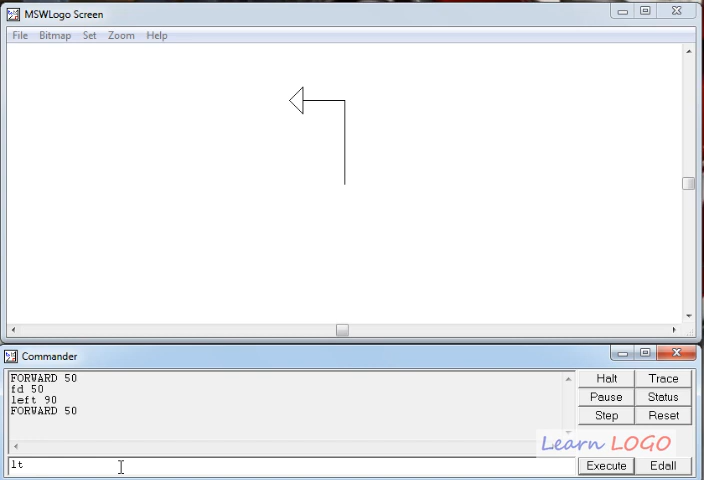 MSWLogo Screen
File Bitmap Set Zoom Help
Commander
FORWARD 50
fd 50
left 90
FORWARD 50
lt
Halt Trace
Pause Status
Step Reset
Execute Edall
Learn LOGO